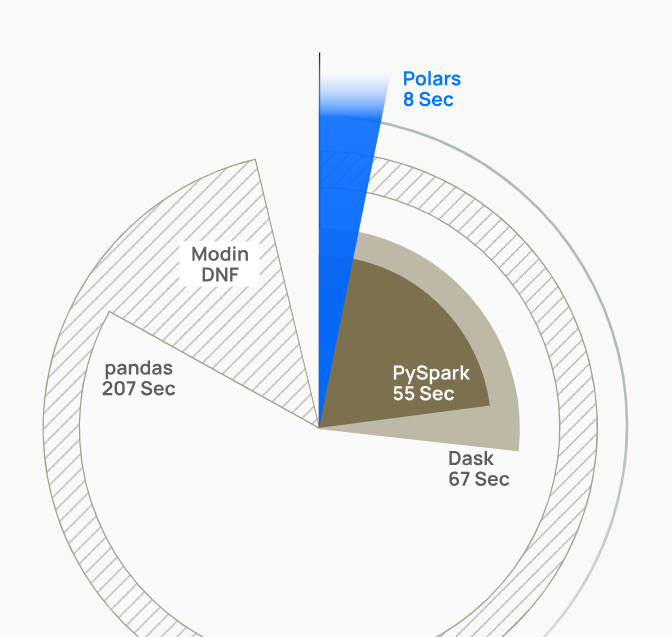 Polars
8 Sec
Modin
DNF
pandas
207 Sec
PySpark
55 Sec
Dask
67 Sec